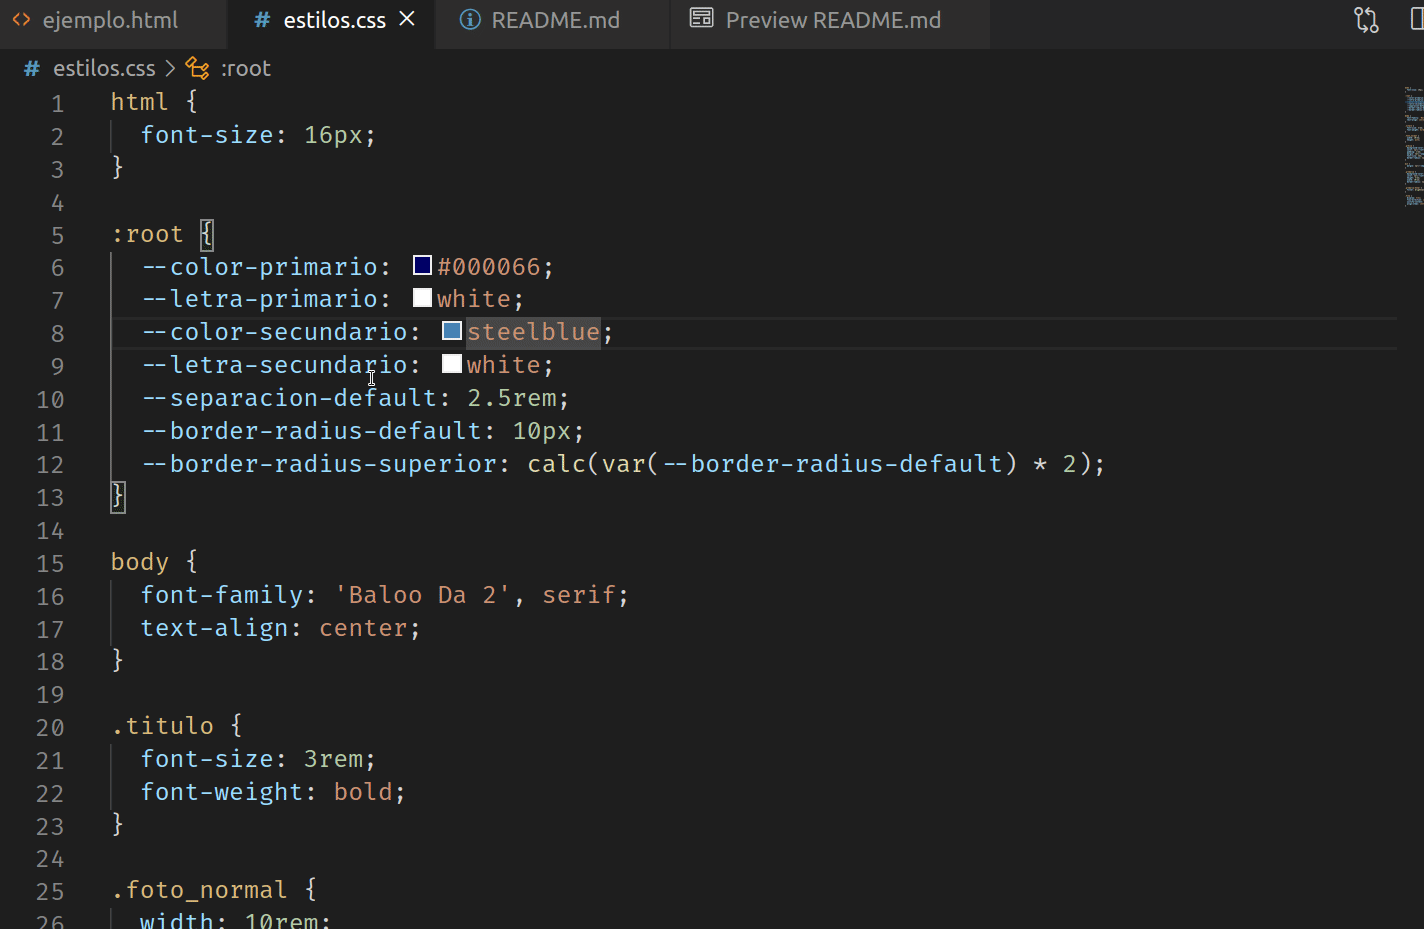 ejemplo.html
# estilos.css
README.md
Preview README.md
# estilos.css > :root
1 html {
2 font-size: 16px;
3 }
4
5 :root {
6 --color-primario: #000066;
7 --letra-primario: white;
8 --color-secundario: steelblue;
9 --letra-secundario: white;
10 --separacion-default: 2.5rem;
11 --border-radius-default: 10px;
12 --border-radius-superior: calc(var(--border-radius-default) * 2);
13 }
14
15 body {
16 font-family: 'Baloo Da 2', serif;
17 text-align: center;
18 }
19
20 .titulo {
21 font-size: 3rem;
22 font-weight: bold;
23 }
24
25 .foto_normal {
26 width: 10rem;